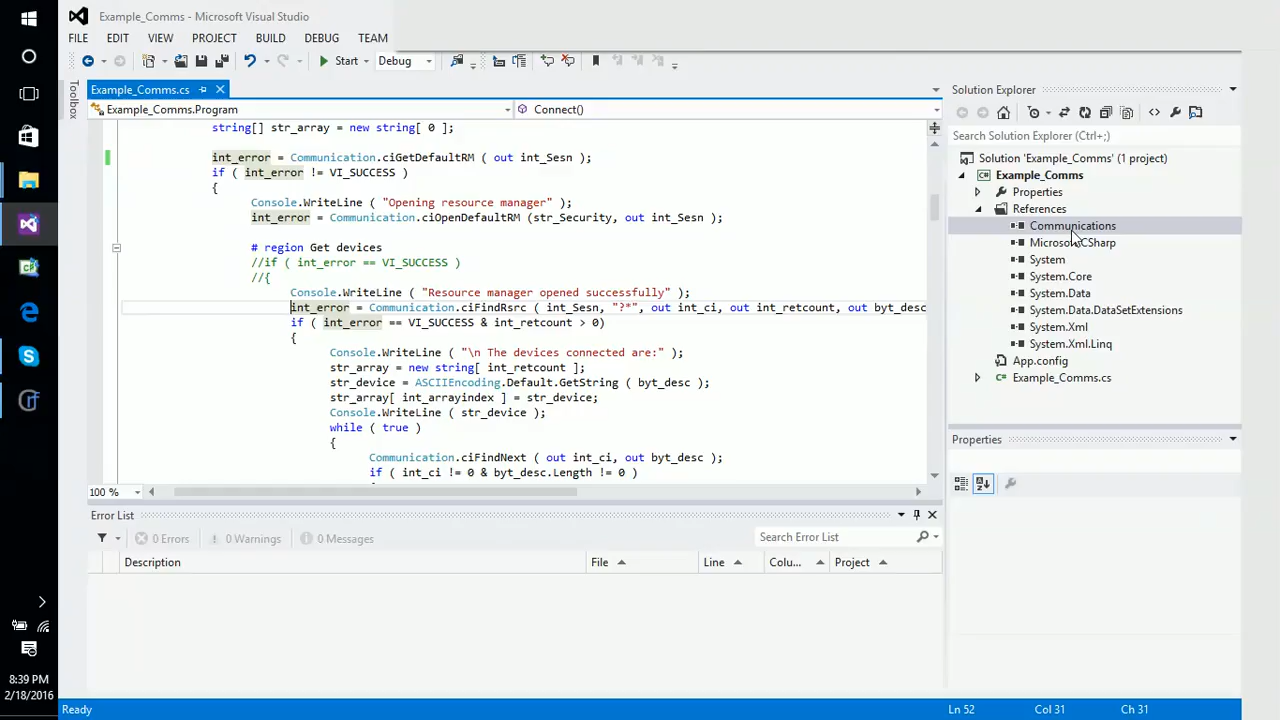 Example_Comms - Microsoft Visual Studio
FILE EDIT VIEW PROJECT BUILD DEBUG TEAM
Start Debug
Toolbox
Example_Comms.cs
Example_Comms.Program Connect()
string[] str_array = new string[ 0 ];
int_error = Communication.ciGetDefaultRM ( out int_Sesn );
if ( int_error != VI_SUCCESS )
{
Console.WriteLine ( "Opening resource manager" );
int_error = Communication.ciOpenDefaultRM (str_Security, out int_Sesn );
# region Get devices
//if ( int_error == VI_SUCCESS )
//{
Console.WriteLine ( "Resource manager opened successfully" );
int_error = Communication.ciFindRsrc ( int_Sesn, "?*", out int_ci, out int_retcount, out byt_desc
if ( int_error == VI_SUCCESS & int_retcount > 0)
{
Console.WriteLine ( "\n The devices connected are:" );
str_array = new string[ int_retcount ];
str_device = ASCIIEncoding.Default.GetString ( byt_desc );
str_array[ int_arrayindex ] = str_device;
Console.WriteLine ( str_device );
while ( true )
{
Communication.ciFindNext ( out int_ci, out byt_desc );
if ( int_ci != 0 & byt_desc.Length != 0 )
100 %
Error List
0 Errors 0 Warnings 0 Messages Search Error List
Description File Line Colu... Project
Solution Explorer
Search Solution Explorer (Ctrl+;)
Solution 'Example_Comms' (1 project)
C# Example_Comms
Properties
References
Communications
Microsoft.CSharp
System
System.Core
System.Data
System.Data.DataSetExtensions
System.Xml
System.Xml.Linq
App.config
C# Example_Comms.cs
Properties
8:39 PM
2/18/2016
Ready Ln 52 Col 31 Ch 31